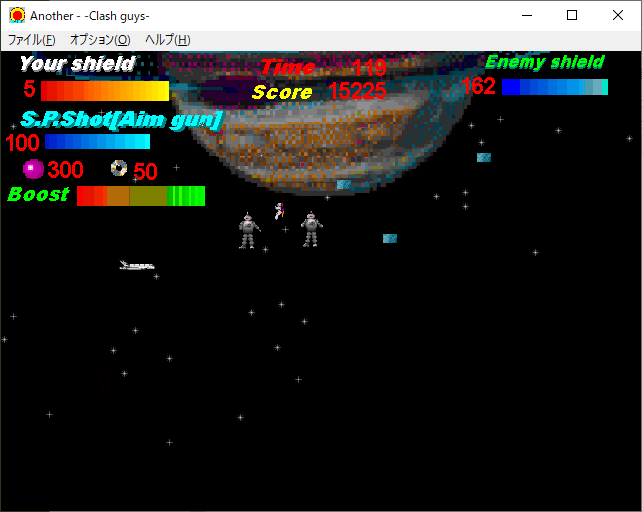 Another - -Clash guys-
ファイル(F) オプション(O) ヘルプ(H)
Your shield Time 119 Enemy shield
5 Score 15225 162
S.P.Shot[Aim gun]
100
300 50
Boost